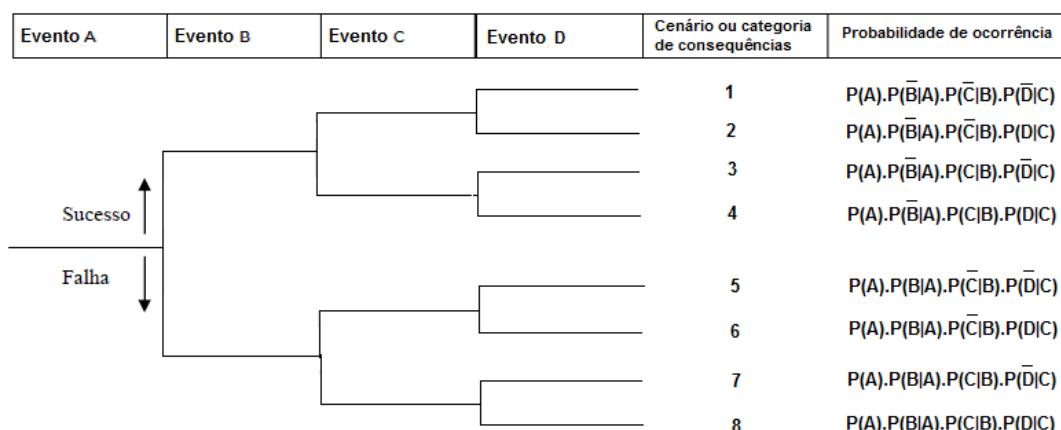 Evento A Evento B Evento C Evento D Cenário ou categoria de consequências Probabilidade de ocorrência
1 P(A).P(B̅|A).P(C̅|B).P(D̅|C)
2 P(A).P(B̅|A).P(C̅|B).P(D|C)
3 P(A).P(B̅|A).P(C|B).P(D̅|C)
Sucesso
4 P(A).P(B̅|A).P(C|B).P(D|C)
Falha
5 P(A).P(B|A).P(C̅|B).P(D̅|C)
6 P(A).P(B|A).P(C̅|B).P(D|C)
7 P(A).P(B|A).P(C|B).P(D̅|C)
8 P(A).P(B|A).P(C|B).P(D|C)